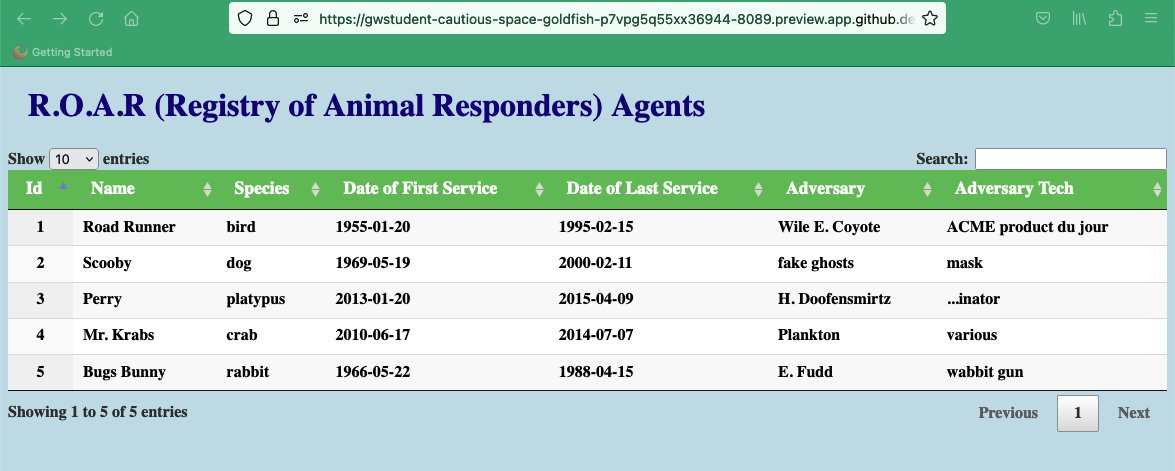 https://gwstudent-cautious-space-goldfish-p7vpg5q55xx36944-8089.preview.app.github.de
Getting Started
R.O.A.R (Registry of Animal Responders) Agents
Show 10 entries Search:
Id Name Species Date of First Service Date of Last Service Adversary Adversary Tech
1 Road Runner bird 1955-01-20 1995-02-15 Wile E. Coyote ACME product du jour
2 Scooby dog 1969-05-19 2000-02-11 fake ghosts mask
3 Perry platypus 2013-01-20 2015-04-09 H. Doofensmirtz ...inator
4 Mr. Krabs crab 2010-06-17 2014-07-07 Plankton various
5 Bugs Bunny rabbit 1966-05-22 1988-04-15 E. Fudd wabbit gun
Showing 1 to 5 of 5 entries Previous 1 Next